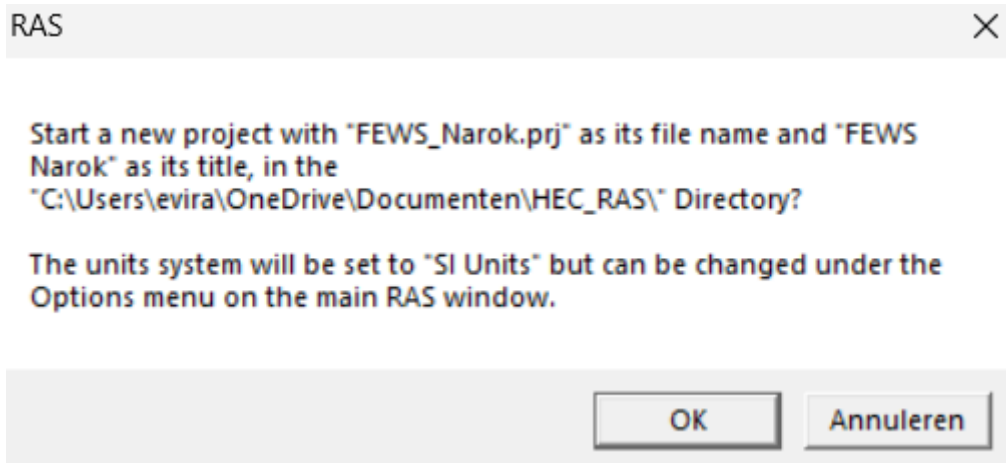 RAS
Start a new project with "FEWS_Narok.prj" as its file name and "FEWS
Narok" as its title, in the
"C:\Users\evira\OneDrive\Documenten\HEC_RAS\" Directory?
The units system will be set to "SI Units" but can be changed under the
Options menu on the main RAS window.
OK
Annuleren